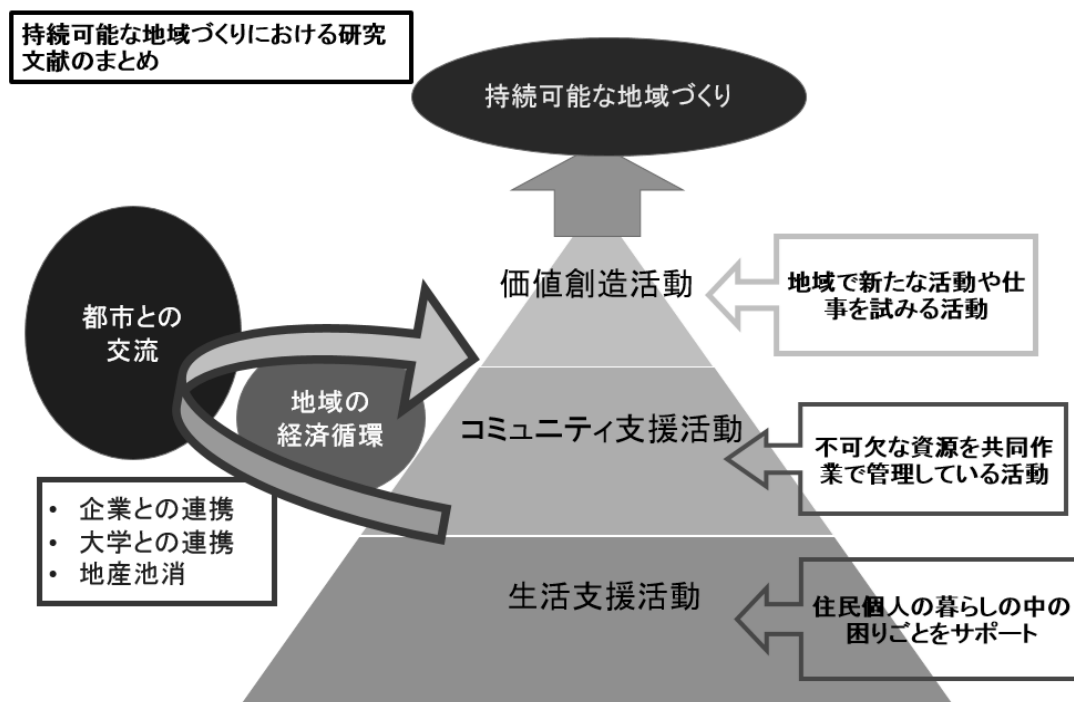 持続可能な地域づくりにおける研究
文献のまとめ
持続可能な地域づくり
価値創造活動
地域で新たな活動や仕
事を試みる活動
都市との
交流
地域の
経済循環
コミュニティ支援活動
不可欠な資源を共同作
業で管理している活動
• 企業との連携
• 大学との連携
• 地産池消
生活支援活動
住民個人の暮らしの中の
困りごとをサポート